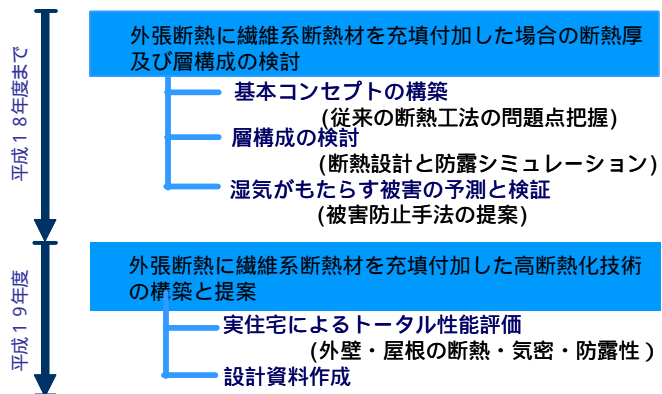 平成１８年度まで
外張断熱に繊維系断熱材を充填付加した場合の断熱厚
及び層構成の検討
基本コンセプトの構築
(従来の断熱工法の問題点把握)
層構成の検討
(断熱設計と防露シミュレーション)
湿気がもたらす被害の予測と検証
(被害防止手法の提案)
平成１９年度
外張断熱に繊維系断熱材を充填付加した高断熱化技術
の構築と提案
実住宅によるトータル性能評価
(外壁・屋根の断熱・気密・防露性)
設計資料作成